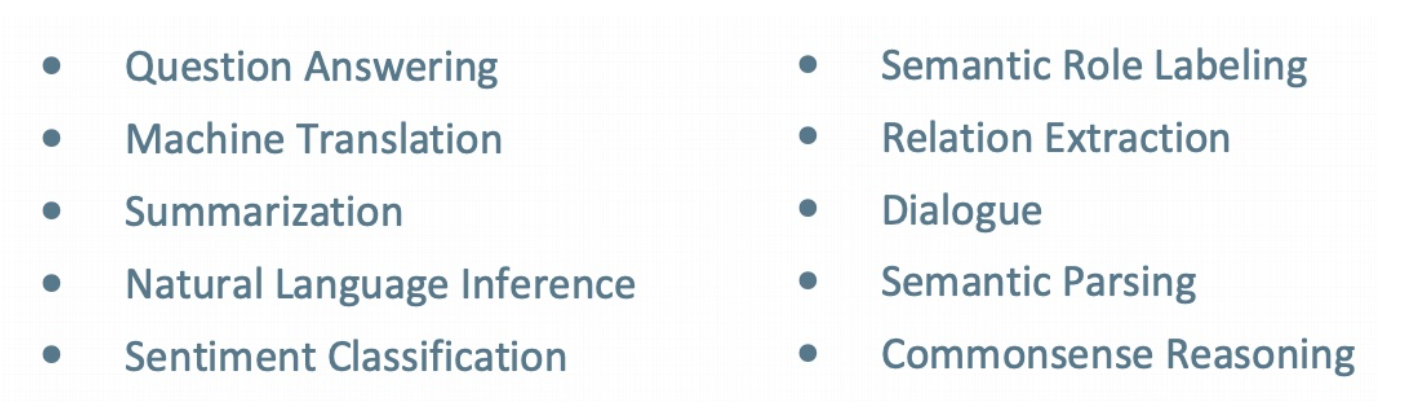 • Question Answering
• Machine Translation
• Summarization
• Natural Language Inference
• Sentiment Classification
• Semantic Role Labeling
• Relation Extraction
• Dialogue
• Semantic Parsing
• Commonsense Reasoning